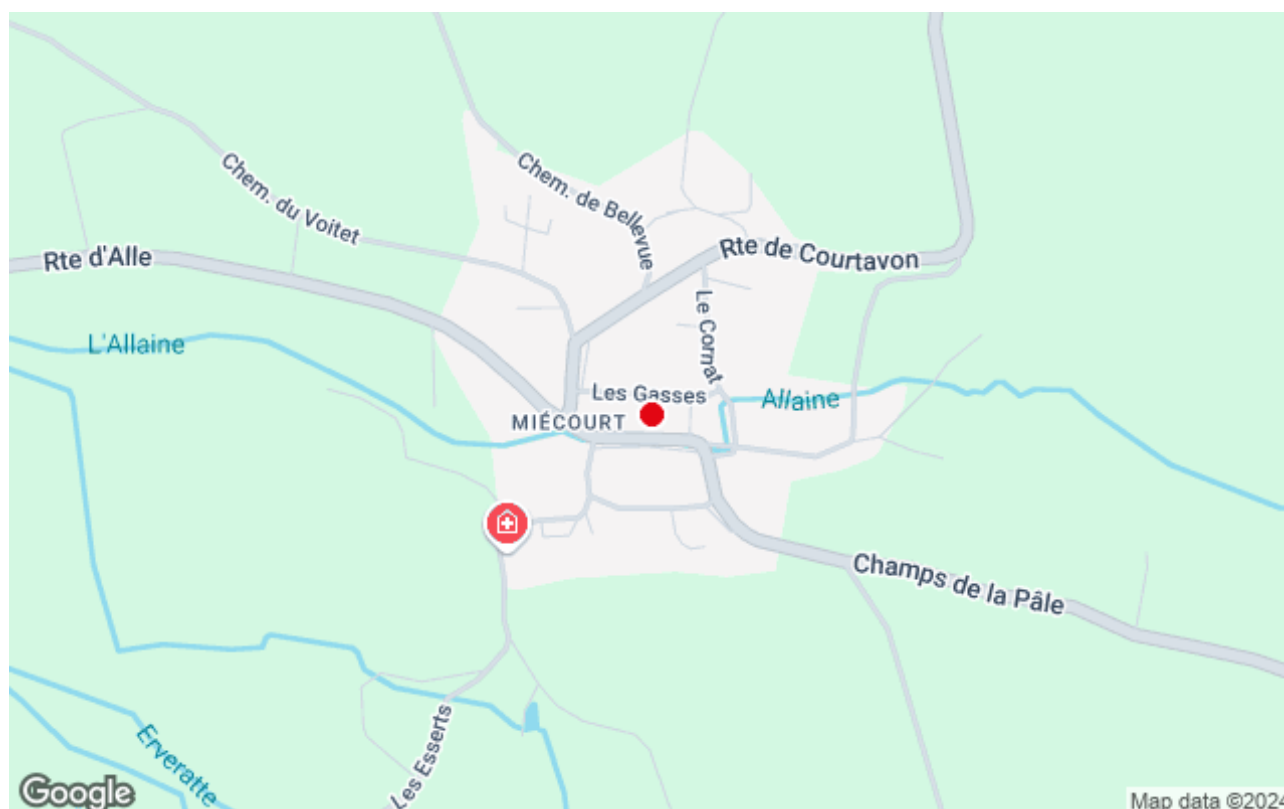 Chem. de Bellevue
Chem. du Voitet
Rte d'Alle
Rte de Courtavon
L'Allaine
Le Cornat
Les Gasses
Allaine
MIÉCOURT
Champs de la Pâle
Les Esserts
Erveratte
Google
Map data ©2024